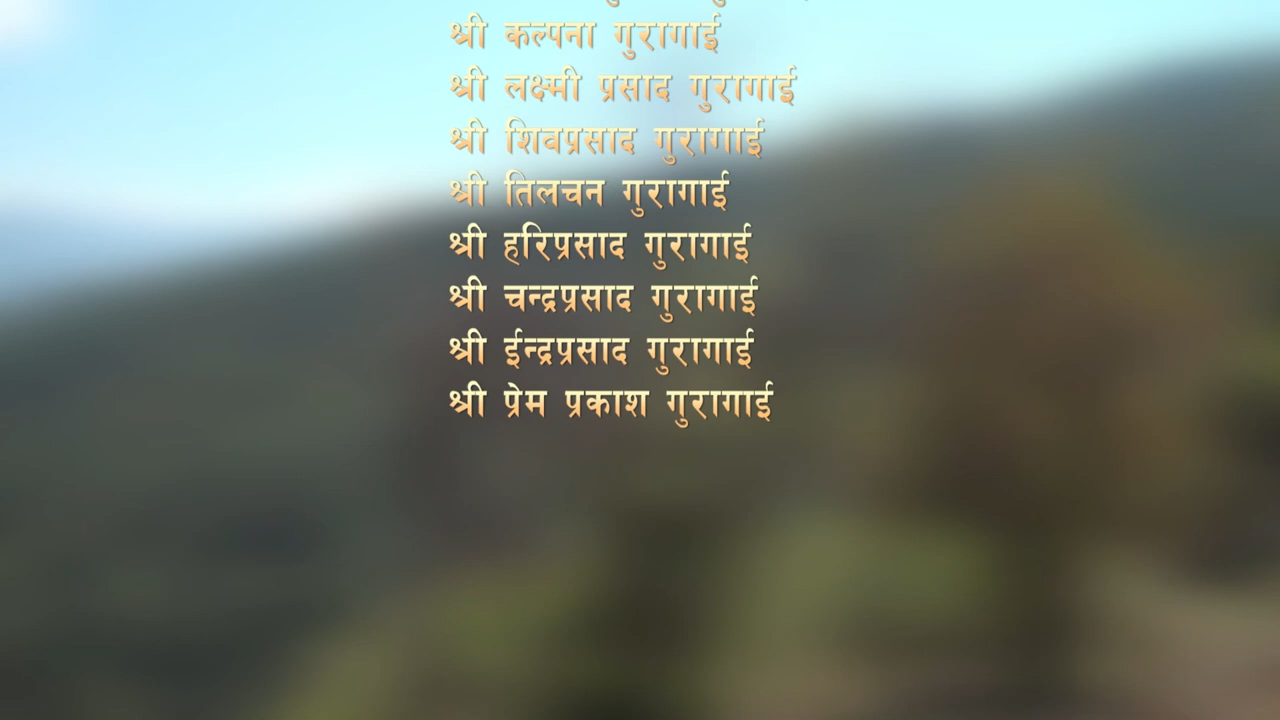 श्री कल्पना गुरागाई
श्री लक्ष्मी प्रसाद गुरागाई
श्री शिवप्रसाद गुरागाई
श्री तिलचन गुरागाई
श्री हरिप्रसाद गुरागाई
श्री चन्द्रप्रसाद गुरागाई
श्री ईन्द्रप्रसाद गुरागाई
श्री प्रेम प्रकाश गुरागाई